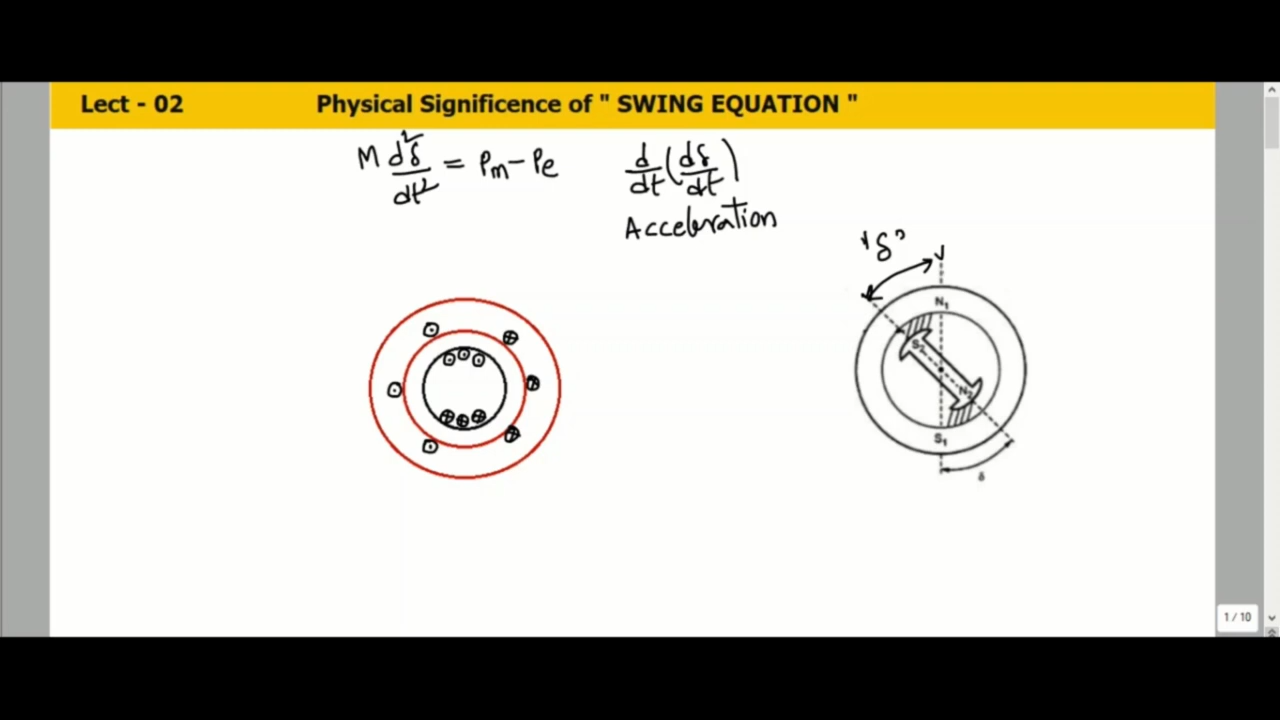 Lect - 02 Physical Significence of " SWING EQUATION "
M d²δ/dt² = Pm - Pe d/dt (dδ/dt)
Acceleration
"δ"
N1
S2
N2
S1
δ
1 / 10